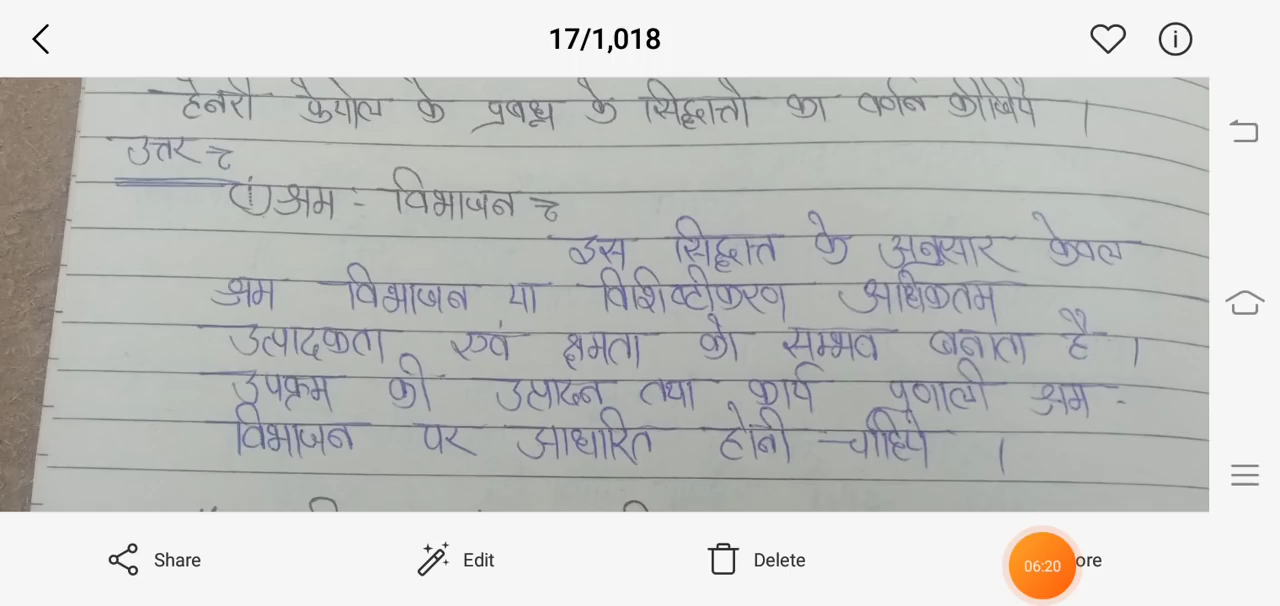 17/1,018
हेनरी फेयोल के प्रबन्ध के सिद्धान्तो का वर्णन कीजिये ।
उत्तर →
(i) श्रम - विभाजन →
इस सिद्धान्त के अनुसार केवल
श्रम विभाजन या विशिष्टीकरण अधिकतम
उत्पादकता एवं क्षमता को सम्भव बनाता है ।
उपक्रम की उत्पादन तथा कार्य प्रणाली श्रम -
विभाजन पर आधारित होनी चाहिये ।
Share Edit Delete ore
06:20